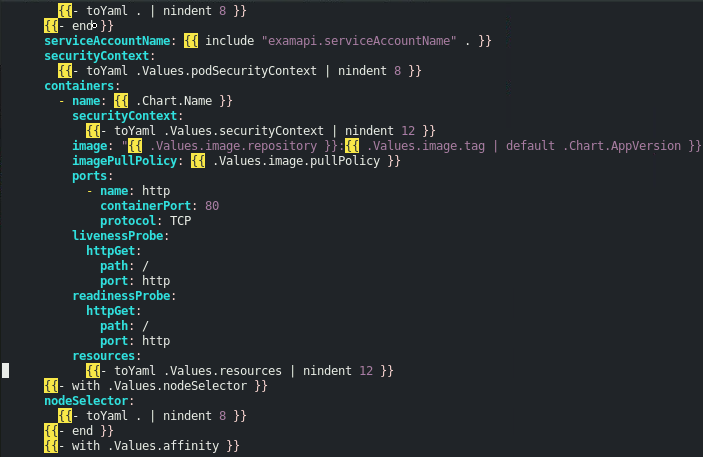 {{- toYaml . | nindent 8 }}
      {{- end }}
      serviceAccountName: {{ include "examapi.serviceAccountName" . }}
      securityContext:
        {{- toYaml .Values.podSecurityContext | nindent 8 }}
      containers:
        - name: {{ .Chart.Name }}
          securityContext:
            {{- toYaml .Values.securityContext | nindent 12 }}
          image: "{{ .Values.image.repository }}:{{ .Values.image.tag | default .Chart.AppVersion }}
          imagePullPolicy: {{ .Values.image.pullPolicy }}
          ports:
            - name: http
              containerPort: 80
              protocol: TCP
          livenessProbe:
            httpGet:
              path: /
              port: http
          readinessProbe:
            httpGet:
              path: /
              port: http
          resources:
            {{- toYaml .Values.resources | nindent 12 }}
      {{- with .Values.nodeSelector }}
      nodeSelector:
        {{- toYaml . | nindent 8 }}
      {{- end }}
      {{- with .Values.affinity }}